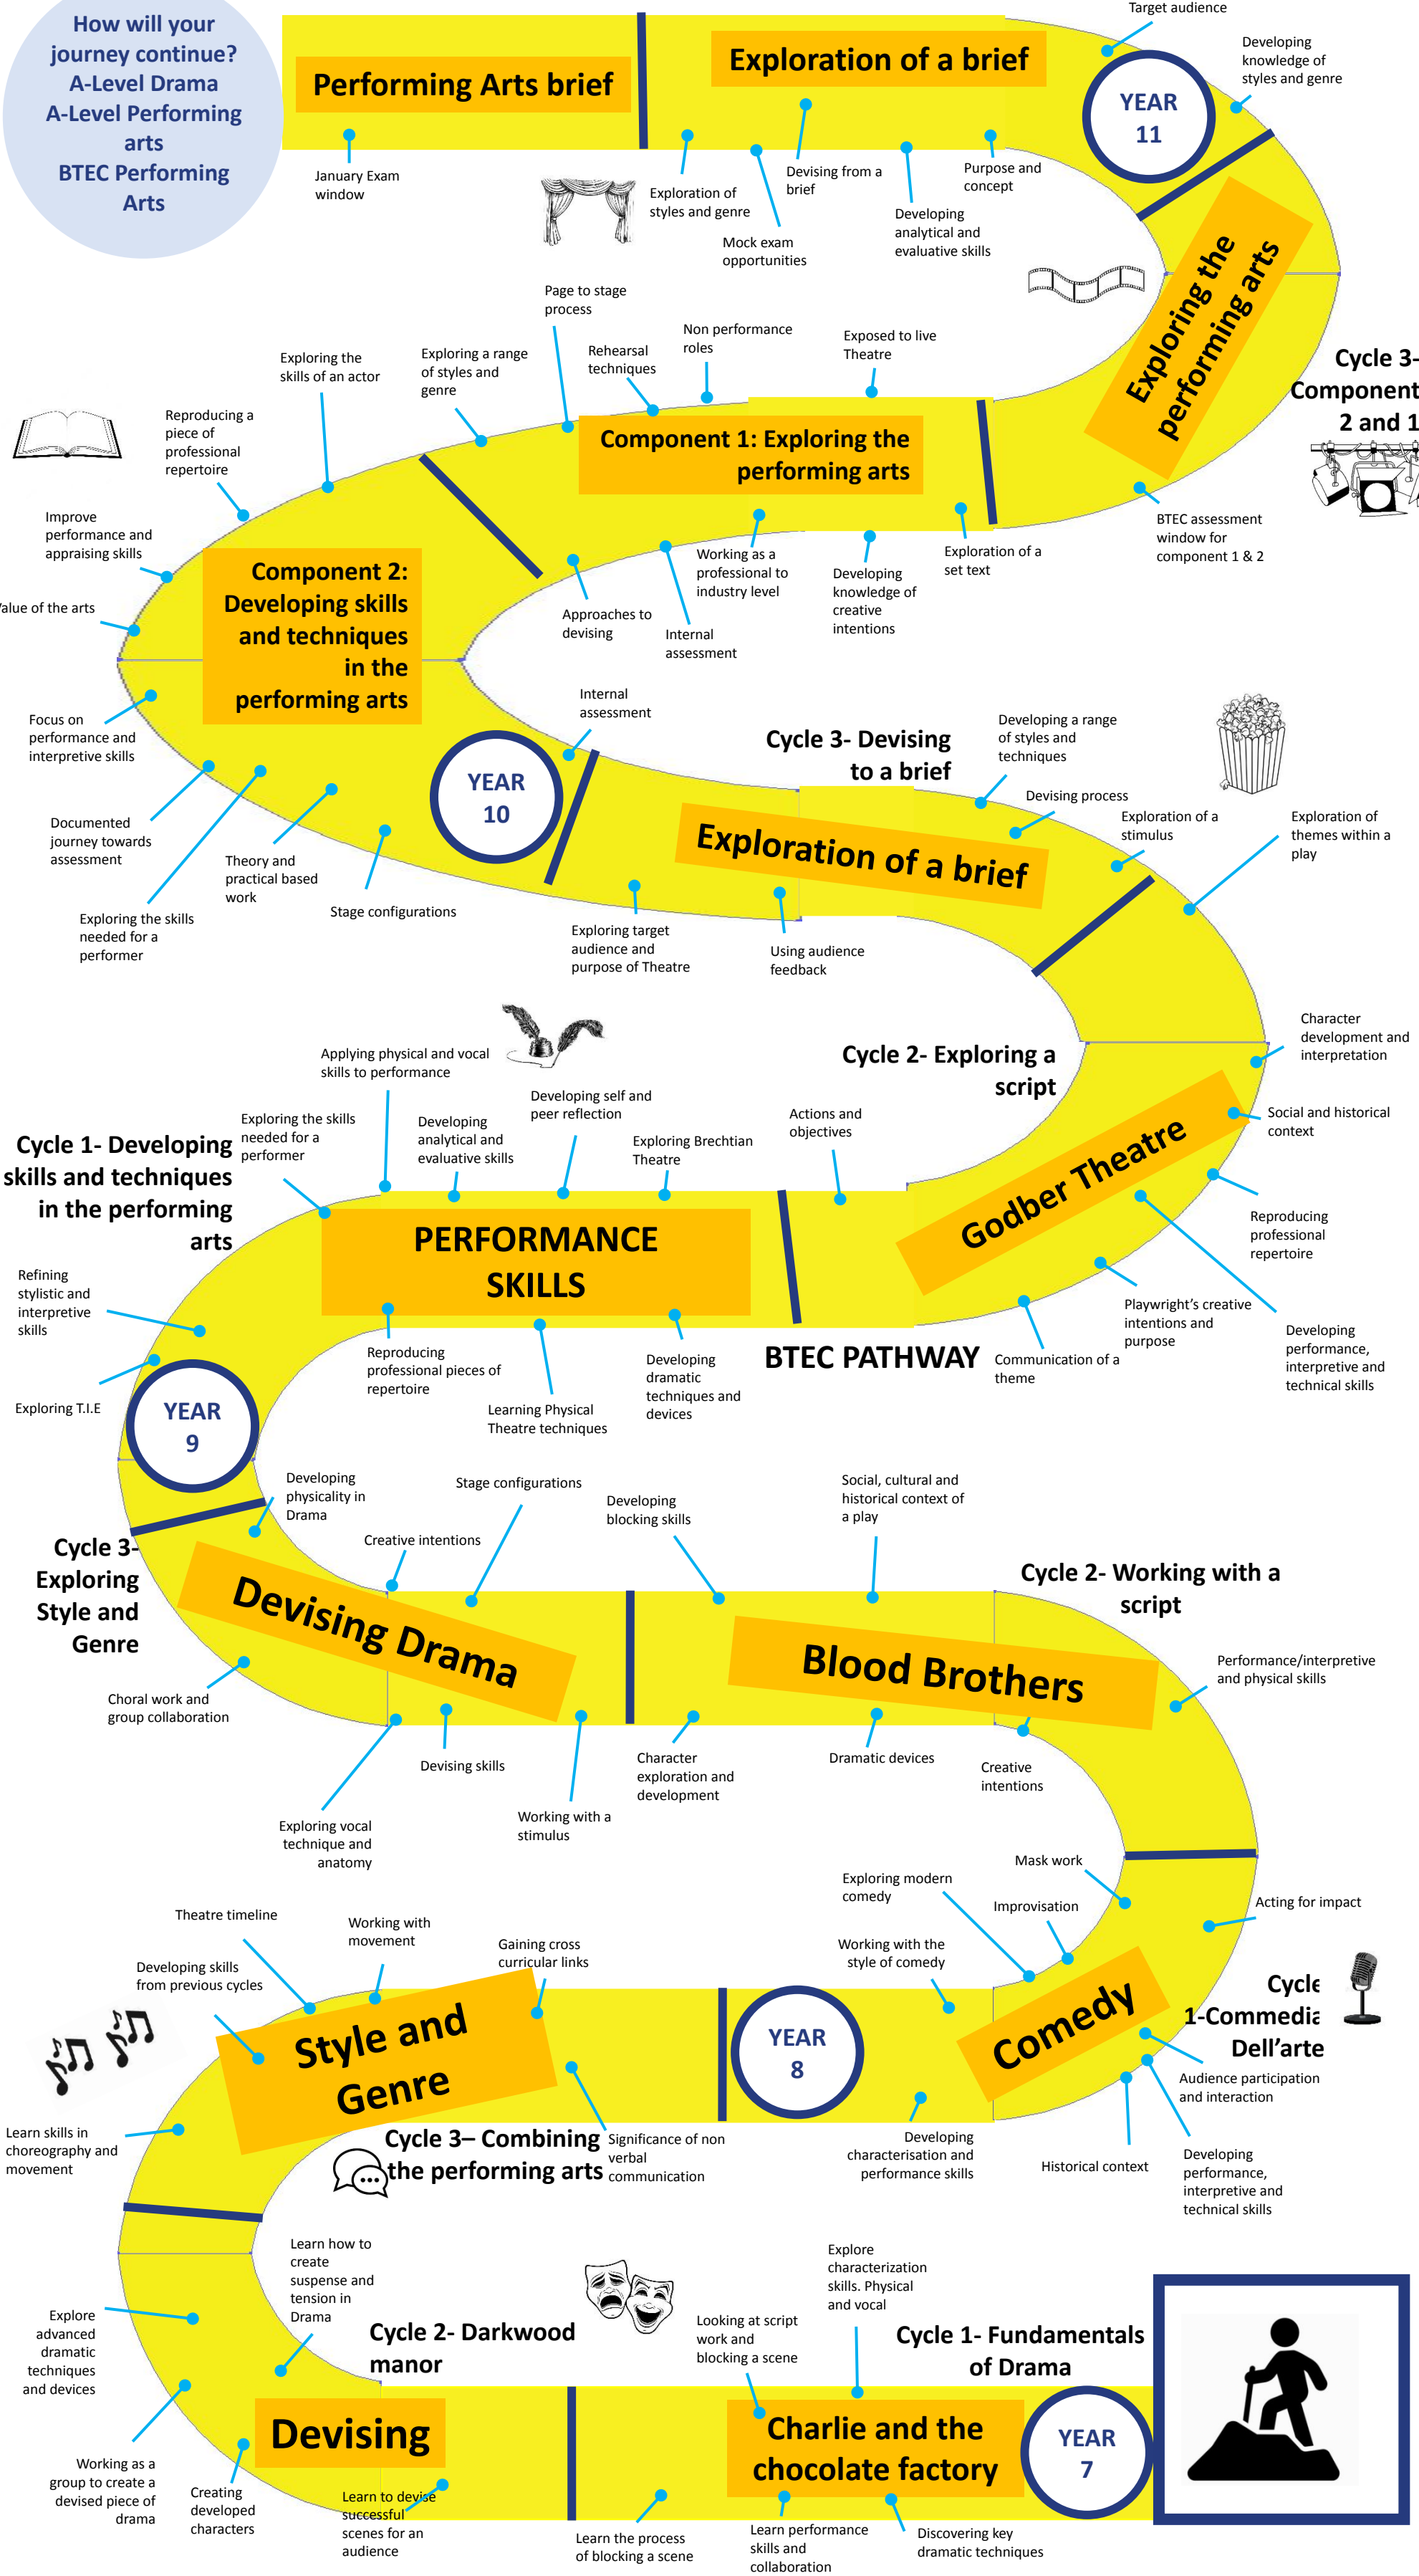 How will your
journey continue?
A-Level Drama
A-Level Performing
arts
BTEC Performing
Arts
Performing Arts brief
Exploration of a brief
Target audience
Developing
knowledge of
styles and genre
YEAR
11
January Exam
window
Exploration of
styles and genre
Mock exam
opportunities
Devising from a
brief
Developing
analytical and
evaluative skills
Purpose and
concept
Exploring the
performing arts
Cycle 3-
Component
2 and 1
BTEC assessment
window for
component 1 & 2
Page to stage
process
Non performance
roles
Exposed to live
Theatre
Rehearsal
techniques
Exploring a range
of styles and
genre
Exploring the
skills of an actor
Reproducing a
piece of
professional
repertoire
Improve
performance and
appraising skills
Value of the arts
Component 1: Exploring the
performing arts
Approaches to
devising
Internal
assessment
Working as a
professional to
industry level
Developing
knowledge of
creative
intentions
Exploration of a
set text
Component 2:
Developing skills
and techniques
in the
performing arts
Focus on
performance and
interpretive skills
Documented
journey towards
assessment
Exploring the skills
needed for a
performer
Theory and
practical based
work
Stage configurations
YEAR
10
Internal
assessment
Cycle 3- Devising
to a brief
Exploration of a brief
Developing a range
of styles and
techniques
Devising process
Exploration of a
stimulus
Exploration of
themes within a
play
Exploring target
audience and
purpose of Theatre
Using audience
feedback
Cycle 2- Exploring a
script
Character
development and
interpretation
Social and historical
context
Godber Theatre
Reproducing
professional
repertoire
Developing
performance,
interpretive and
technical skills
Playwright’s creative
intentions and
purpose
Communication of a
theme
Actions and
objectives
BTEC PATHWAY
Applying physical and vocal
skills to performance
Developing self and
peer reflection
Exploring the skills
needed for a
performer
Developing
analytical and
evaluative skills
Exploring Brechtian
Theatre
Cycle 1- Developing
skills and techniques
in the performing
arts
PERFORMANCE
SKILLS
Refining
stylistic and
interpretive
skills
Exploring T.I.E
Reproducing
professional pieces of
repertoire
Learning Physical
Theatre techniques
Developing
dramatic
techniques and
devices
YEAR
9
Developing
physicality in
Drama
Stage configurations
Creative intentions
Developing
blocking skills
Social, cultural and
historical context of
a play
Cycle 3-
Exploring
Style and
Genre
Devising Drama
Cycle 2- Working with a
script
Blood Brothers
Performance/interpretive
and physical skills
Choral work and
group collaboration
Exploring vocal
technique and
anatomy
Devising skills
Working with a
stimulus
Character
exploration and
development
Dramatic devices
Creative
intentions
Mask work
Exploring modern
comedy
Improvisation
Acting for impact
Working with the
style of comedy
Comedy
Cycle
1-Commedia
Dell’arte
Audience participation
and interaction
Developing
performance,
interpretive and
technical skills
Historical context
Developing
characterisation and
performance skills
YEAR
8
Theatre timeline
Working with
movement
Gaining cross
curricular links
Developing skills
from previous cycles
Style and
Genre
Cycle 3– Combining
the performing arts
Significance of non
verbal
communication
Learn skills in
choreography and
movement
Learn how to
create
suspense and
tension in
Drama
Explore
advanced
dramatic
techniques
and devices
Cycle 2- Darkwood
manor
Devising
Working as a
group to create a
devised piece of
drama
Creating
developed
characters
Learn to devise
successful
scenes for an
audience
Explore
characterization
skills. Physical
and vocal
Looking at script
work and
blocking a scene
Cycle 1- Fundamentals
of Drama
Charlie and the
chocolate factory
YEAR
7
Learn the process
of blocking a scene
Learn performance
skills and
collaboration
Discovering key
dramatic techniques